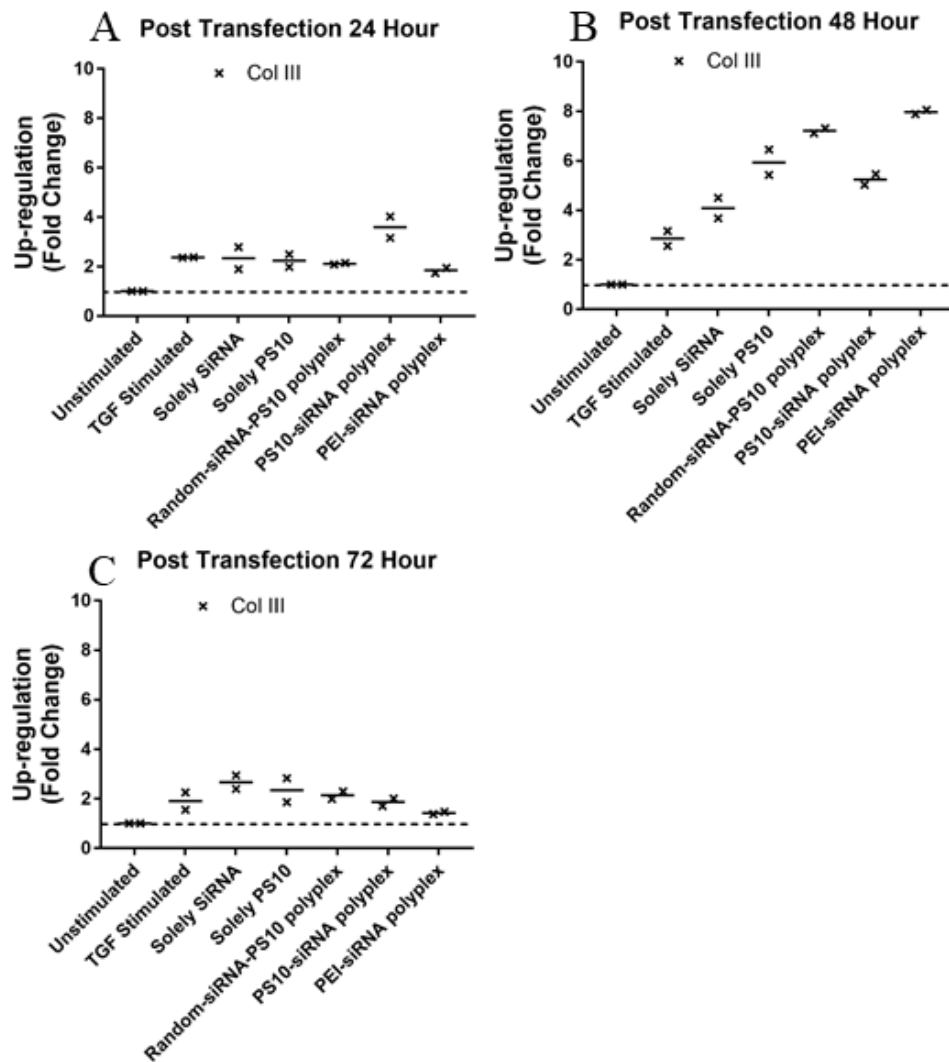 A Post Transfection 24 Hour
× Col III
Up-regulation
(Fold Change)
10
8
6
4
2
0
Unstimulated
TGF Stimulated
Solely SiRNA
Solely PS10
Random-siRNA-PS10 polyplex
PS10-siRNA polyplex
PEI-siRNA polyplex
B Post Transfection 48 Hour
× Col III
Up-regulation
(Fold Change)
10
8
6
4
2
0
Unstimulated
TGF Stimulated
Solely SiRNA
Solely PS10
Random-siRNA-PS10 polyplex
PS10-siRNA polyplex
PEI-siRNA polyplex
C Post Transfection 72 Hour
× Col III
Up-regulation
(Fold Change)
10
8
6
4
2
0
Unstimulated
TGF Stimulated
Solely SiRNA
Solely PS10
Random-siRNA-PS10 polyplex
PS10-siRNA polyplex
PEI-siRNA polyplex